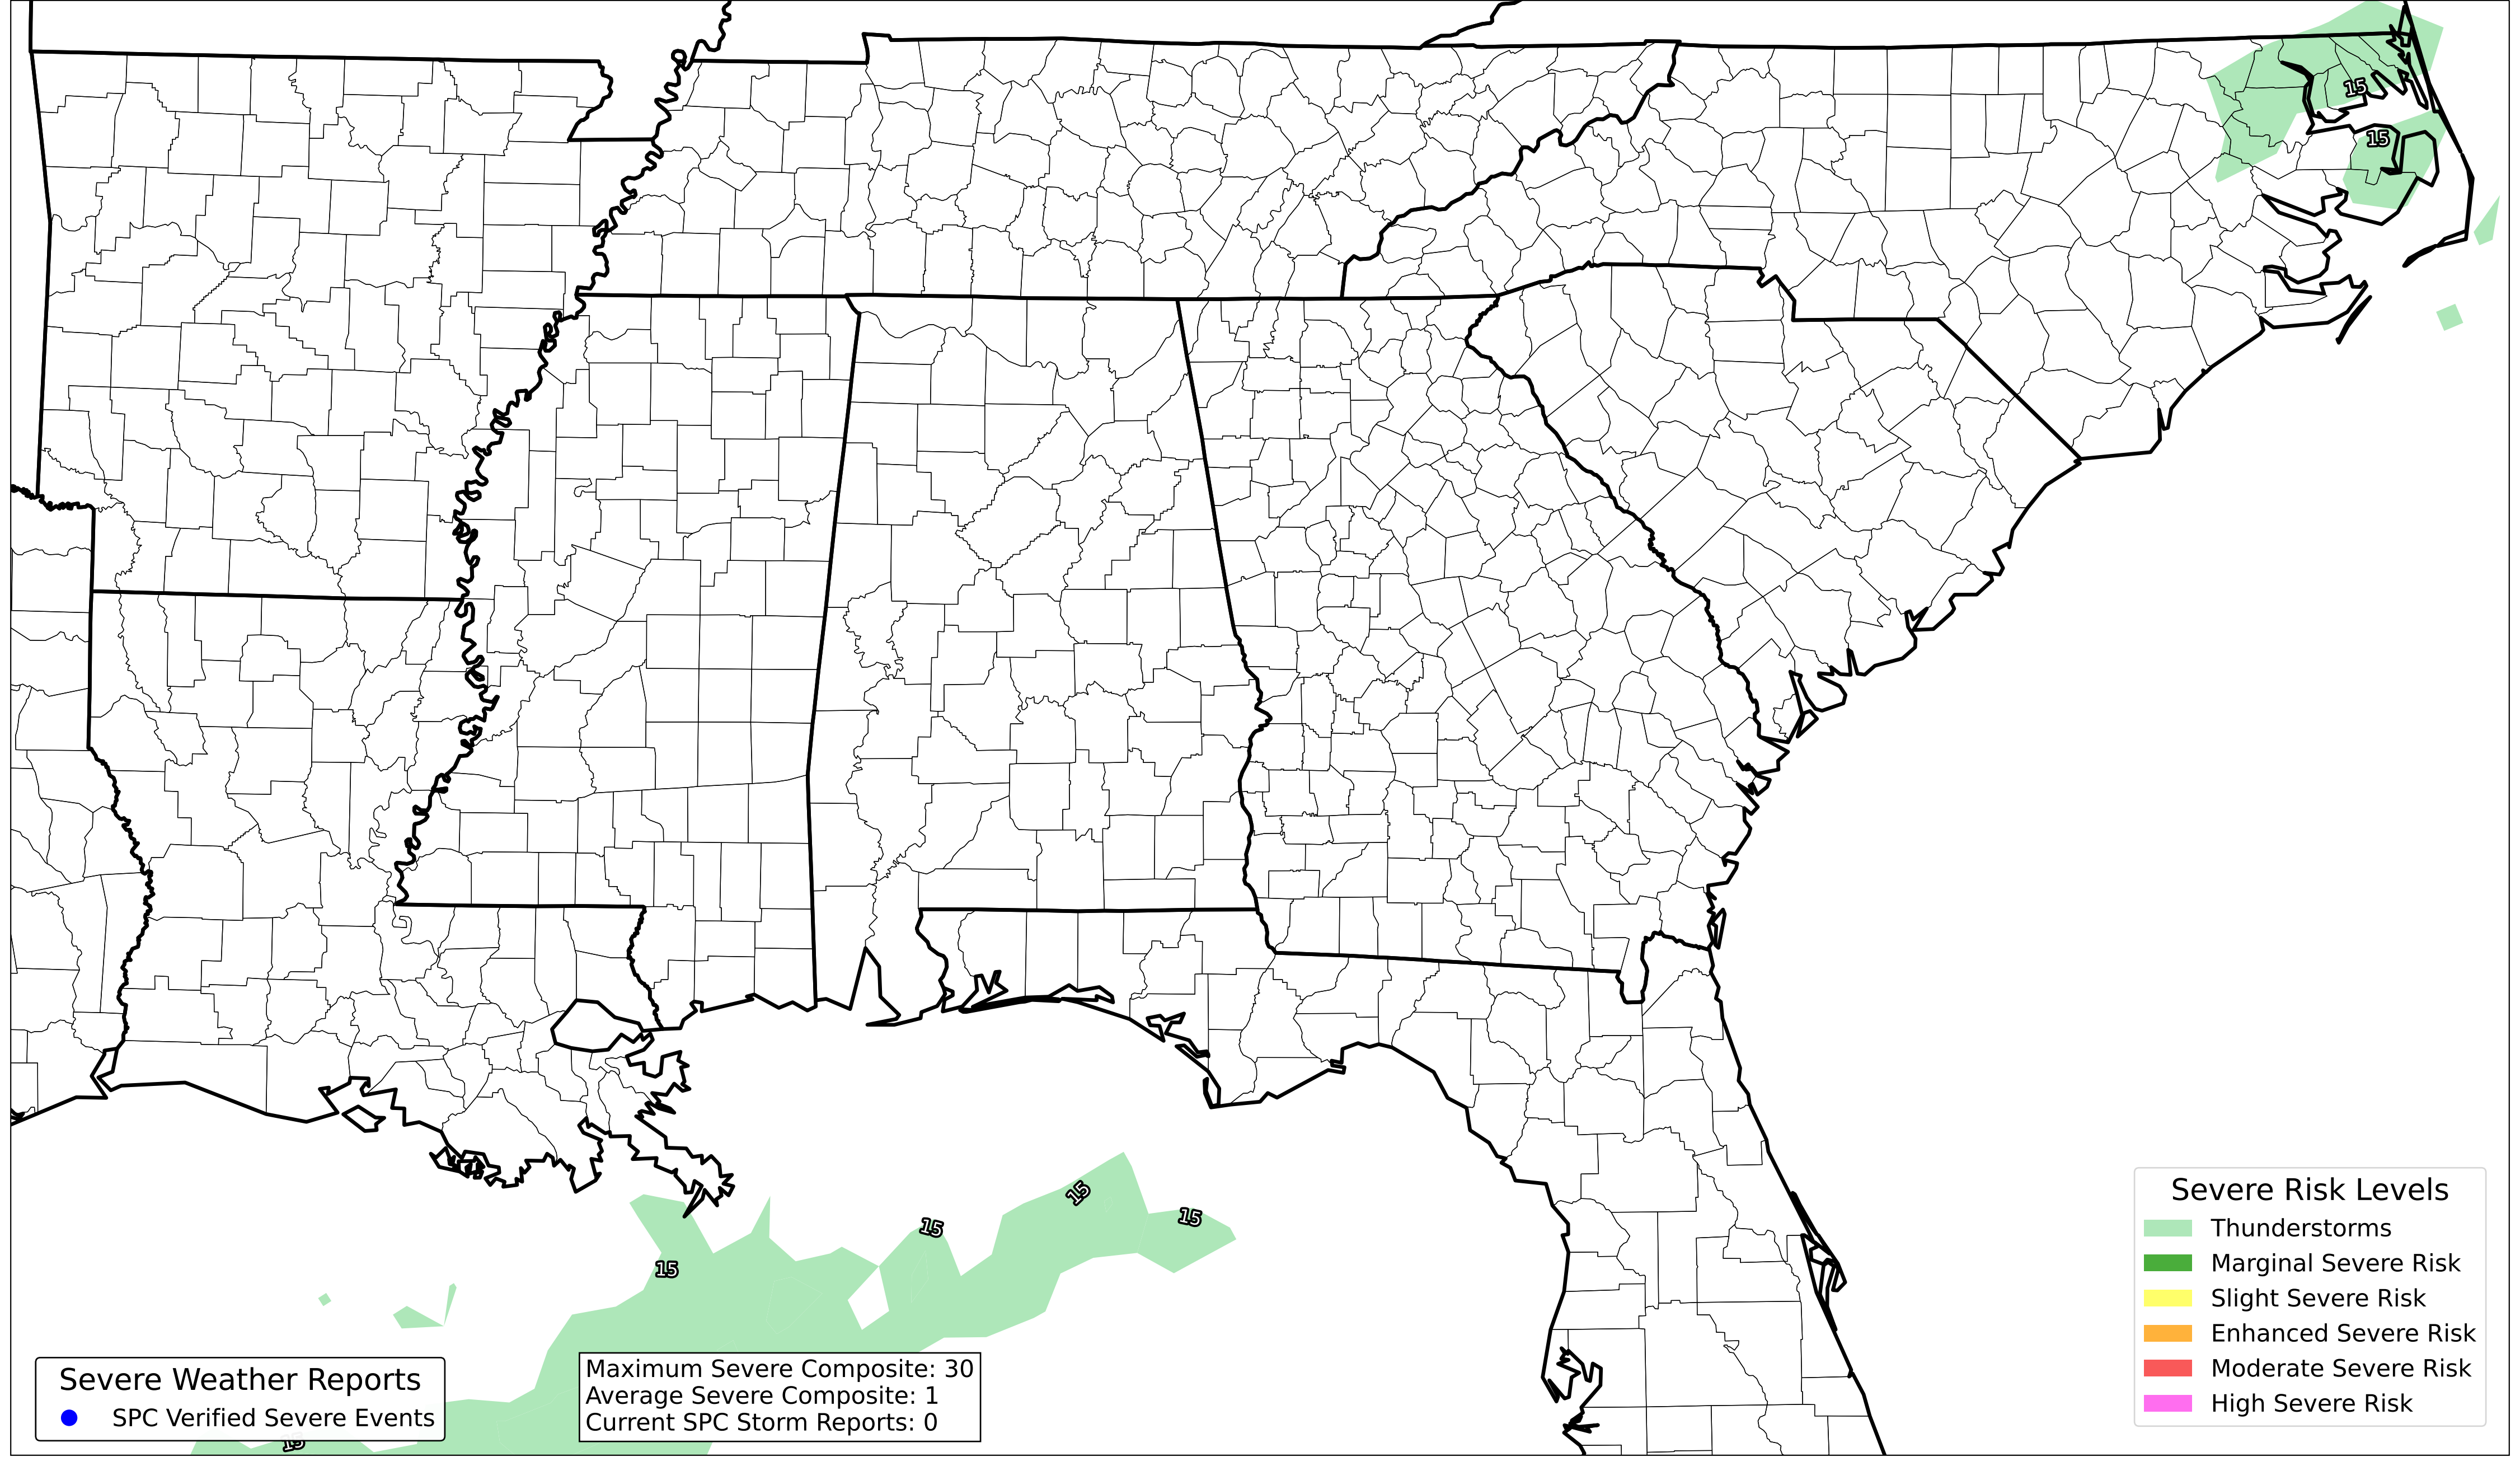 15
15
15
15
15
15
15
Severe Weather Reports
SPC Verified Severe Events
Maximum Severe Composite: 30
Average Severe Composite: 1
Current SPC Storm Reports: 0
Severe Risk Levels
Thunderstorms
Marginal Severe Risk
Slight Severe Risk
Enhanced Severe Risk
Moderate Severe Risk
High Severe Risk